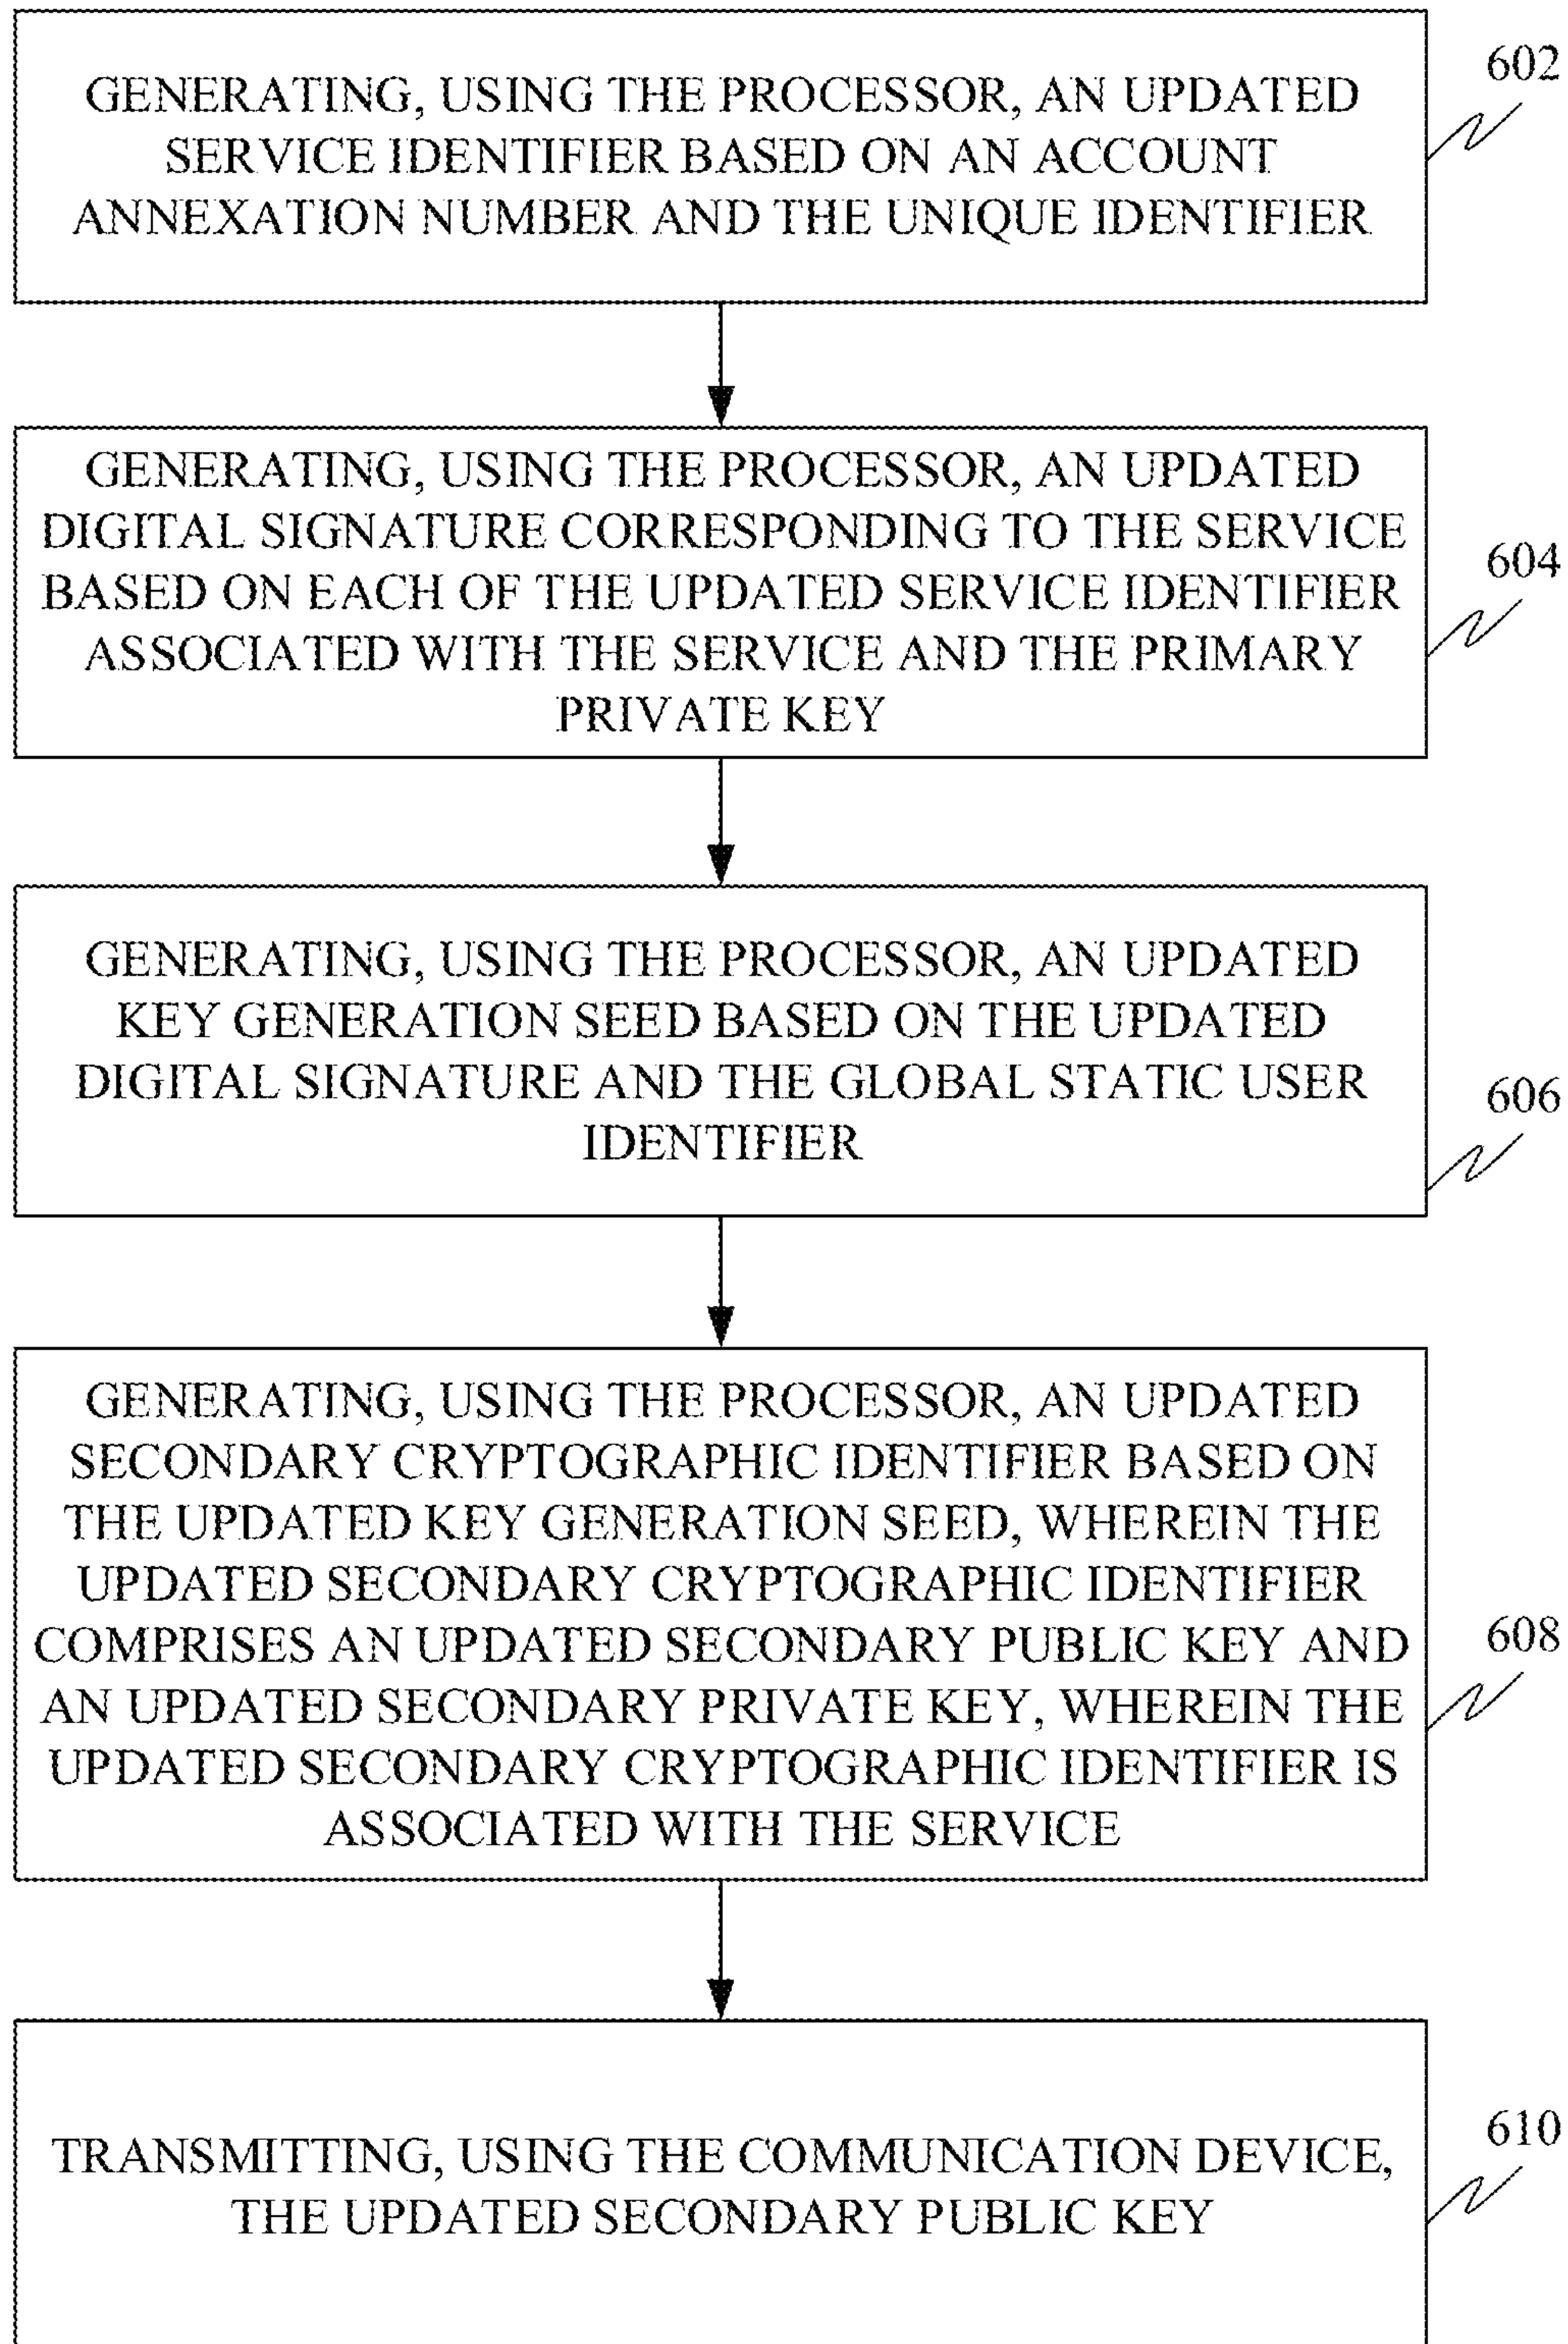 GENERATING, USING THE PROCESSOR, AN UPDATED
SERVICE IDENTIFIER BASED ON AN ACCOUNT
ANNEXATION NUMBER AND THE UNIQUE IDENTIFIER
602
GENERATING, USING THE PROCESSOR, AN UPDATED
DIGITAL SIGNATURE CORRESPONDING TO THE SERVICE
BASED ON EACH OF THE UPDATED SERVICE IDENTIFIER
ASSOCIATED WITH THE SERVICE AND THE PRIMARY
PRIVATE KEY
604
GENERATING, USING THE PROCESSOR, AN UPDATED
KEY GENERATION SEED BASED ON THE UPDATED
DIGITAL SIGNATURE AND THE GLOBAL STATIC USER
IDENTIFIER
606
GENERATING, USING THE PROCESSOR, AN UPDATED
SECONDARY CRYPTOGRAPHIC IDENTIFIER BASED ON
THE UPDATED KEY GENERATION SEED, WHEREIN THE
UPDATED SECONDARY CRYPTOGRAPHIC IDENTIFIER
COMPRISES AN UPDATED SECONDARY PUBLIC KEY AND
AN UPDATED SECONDARY PRIVATE KEY, WHEREIN THE
UPDATED SECONDARY CRYPTOGRAPHIC IDENTIFIER IS
ASSOCIATED WITH THE SERVICE
608
TRANSMITTING, USING THE COMMUNICATION DEVICE,
THE UPDATED SECONDARY PUBLIC KEY
610